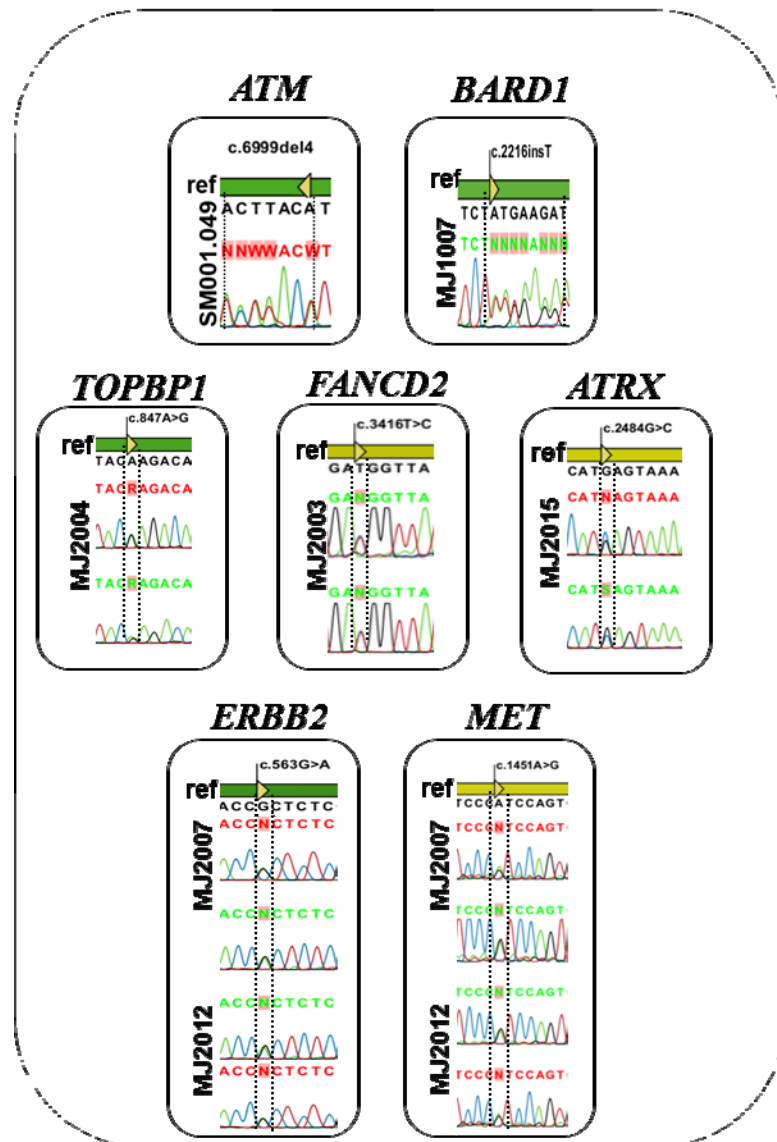 ATM
c.6999del4
ref
ACTTACAT
NNWWACWT
SM001.049
BARD1
c.2216insT
ref
TCTATGAAGAT
TCTNNNNANNN
MJ1007
TOPBP1
c.847A>G
ref
TACAAGACA
TACRAGACA
TACRAGACA
MJ2004
FANCD2
c.3416T>C
ref
GATGGTTA
GANGGTTA
GANGGTTA
MJ2003
ATRX
c.2484G>C
ref
CATGAGTAAA
CATNAGTAAA
CATSAGTAAA
MJ2015
ERBB2
c.563G>A
ref
ACCGCTCTC
ACCNCTCTC
MJ2007
ACCNCTCTC
ACCNCTCTC
MJ2012
ACCNCTCTC
MET
c.1451A>G
ref
TCCCATCCAGT
TCCCNTCCAGT
MJ2007
TCCCNTCCAGT
TCCCNTCCAGT
MJ2012
TCCCNTCCAGT